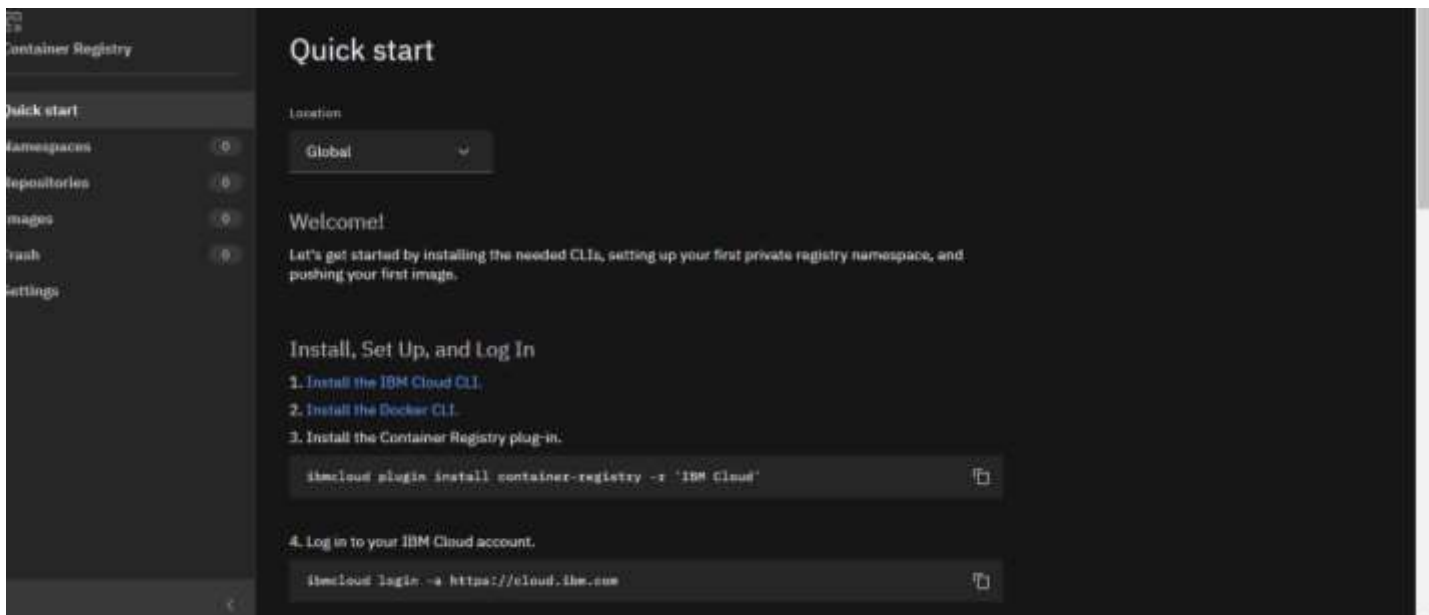 Container Registry
Quick start
Namespaces 0
Repositories 0
Images 0
Trash 0
Settings
Quick start
Location
Global
Welcome!
Let's get started by installing the needed CLIs, setting up your first private registry namespace, and
pushing your first image.
Install, Set Up, and Log In
1. Install the IBM Cloud CLI.
2. Install the Docker CLI.
3. Install the Container Registry plug-in.
ibmcloud plugin install container-registry -r 'IBM Cloud'
4. Log in to your IBM Cloud account.
ibmcloud login -a https://cloud.ibm.com